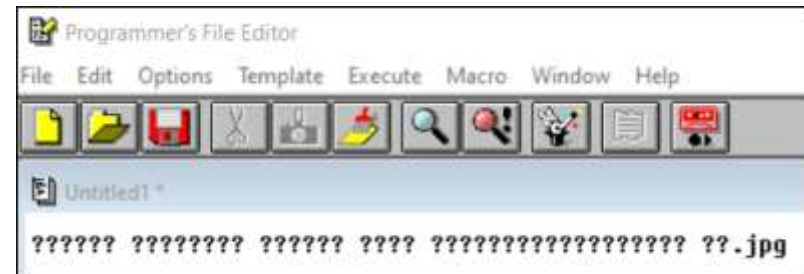 Programmer's File Editor
File Edit Options Template Execute Macro Window Help
Untitled1 *
?????? ???????? ?????? ???? ?????????????????? ??.jpg